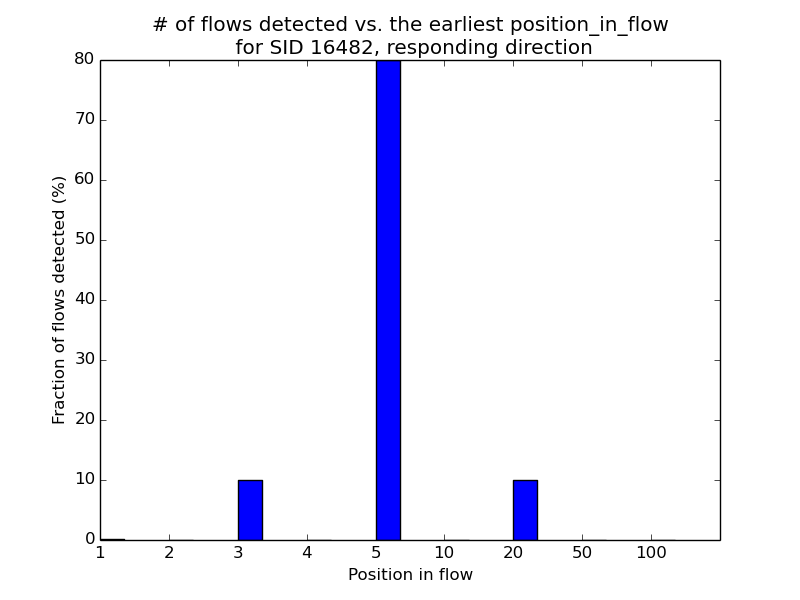 # of flows detected vs. the earliest position_in_flow
for SID 16482, responding direction
80
70
60
50
40
30
20
10
0
Fraction of flows detected (%)
1 2 3 4 5 10 20 50 100
Position in flow